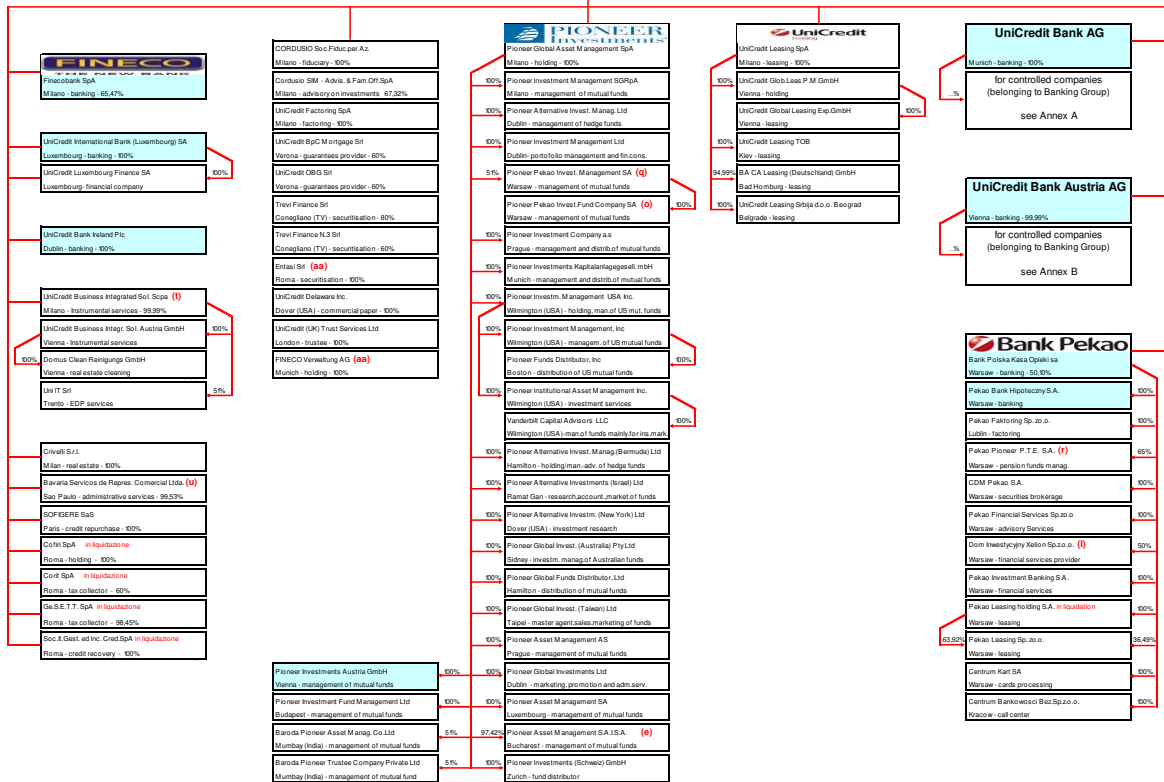 FINECO
THE NEW BANK
Finecobank SpA
Milano - banking - 65,47%
UniCredit International Bank (Luxembourg) SA
Luxembourg - banking - 100%
UniCredit Luxembourg Finance SA
Luxembourg- financial company
100%
UniCredit Bank Ireland Plc
Dublin - banking - 100%
UniCredit Business Integrated Sol. Scpa (t)
Milano - Instrumental services - 99,99%
UniCredit Business Integr. Sol. Austria GmbH
Vienna - Instrumental services
100%
100%
Domus Clean Reinigungs GmbH
Vienna - real estate cleaning
Uni IT Srl
Trento - EDP services
51%
Crivelli S.r.l.
Milan - real estate - 100%
Bavaria Servicos de Repres. Comercial Ltda. (u)
Sao Paulo - administrative services - 99,53%
SOFIGERE SaS
Paris - credit repurchase - 100%
Cofiri SpA in liquidazione
Roma - holding - 100%
Corit SpA in liquidazione
Roma - tax collector - 60%
Ge.S.E.T.T. SpA in liquidazione
Roma - tax collector - 98,45%
Soc.It.Gest. ed Inc. Cred.SpA in liquidazione
Roma - credit recovery - 100%
CORDUSIO Soc.Fiduc.per Az.
Milano - fiduciary - 100%
Cordusio SIM - Advis. & Fam.Off.SpA
Milano - advisory on investments 67,32%
UniCredit Factoring SpA
Milano - factoring - 100%
UniCredit BpC Mortgage Srl
Verona - guarantees provider - 60%
UniCredit OBG Srl
Verona - guarantees provider - 60%
Trevi Finance Srl
Conegliano (TV) - securitisation - 80%
Trevi Finance N.3 Srl
Conegliano (TV) - securitisation - 60%
Entasi Srl (aa)
Roma - securitisation - 100%
UniCredit Delaware Inc.
Dover (USA) - commercial paper - 100%
UniCredit (UK) Trust Services Ltd
London - trustee - 100%
FINECO Verwaltung AG (aa)
Munich - holding - 100%
Pioneer Investments Austria GmbH
Vienna - management of mutual funds
100%
Pioneer Investment Fund Management Ltd
Budapest - management of mutual funds
100%
Baroda Pioneer Asset Manag. Co.Ltd
Mumbay (India) - management of mutual funds
51%
Baroda Pioneer Trustee Company Private Ltd
Mumbay (India) - management of mutual fund
51%
PIONEER
Investments
Pioneer Global Asset Management SpA
Milano - holding - 100%
100%
Pioneer Investment Management SGRpA
Milano - management of mutual funds
100%
Pioneer Alternative Invest. Manag. Ltd
Dublin - management of hedge funds
100%
Pioneer Investment Management Ltd
Dublin- portofolio management and fin.cons.
51%
Pioneer Pekao Invest. Management SA (q)
Warsaw - management of mutual funds
Pioneer Pekao Invest.Fund Company SA (o)
Warsaw - management of mutual funds
100%
100%
Pioneer Investment Company a.s
Prague - management and distrib.of mutual funds
100%
Pioneer Investments Kapitalanlagegesell. mbH
Munich - management and distrib.of mutual funds
100%
Pioneer Investm. Management USA Inc.
Wilmington (USA) - holding, man.of US mut. funds
100%
Pioneer Investment Management, Inc
Wilmington (USA) - managem. of US mutual funds
Pioneer Funds Distributor, Inc
Boston - distribution of US mutual funds
100%
100%
Pioneer Institutional Asset Management Inc.
Wilmington (USA) - investment services
Vanderbilt Capital Advisors LLC
Wilmington (USA)-man.of funds mainly.for ins.mark.
100%
100%
Pioneer Alternative Invest. Manag.(Bermuda) Ltd
Hamilton - holding/man.-adv. of hedge funds
100%
Pioneer Alternative Investments (Israel) Ltd
Ramat Gan - research,account.,market.of funds
100%
Pioneer Alternative Investm. (New York) Ltd
Dover (USA) - investment research
100%
Pioneer Global Invest. (Australia) Pty Ltd
Sidney - investm. manag.of Australian funds
100%
Pioneer Global Funds Distributor, Ltd
Hamilton - distribution of mutual funds
100%
Pioneer Global Invest. (Taiwan) Ltd
Taipei - master agent,sales,marketing of funds
100%
Pioneer Asset Management AS
Prague - management of mutual funds
100%
Pioneer Global Investments Ltd
Dublin - marketing, promotion and adm.serv.
100%
Pioneer Asset Management SA
Luxembourg - management of mutual funds
97,42%
Pioneer Asset Management S.A.I.S.A. (e)
Bucharest - management of mutual funds
100%
Pioneer Investments (Schweiz) GmbH
Zurich - fund distributor
UniCredit
Leasing
UniCredit Leasing SpA
Milano - leasing - 100%
100%
UniCredit Glob.Leas.P.M.GmbH
Vienna - holding
UniCredit Global Leasing Exp.GmbH
Vienna - leasing
100%
100%
UniCredit Leasing TOB
Kiev - leasing
94,99%
BA CA Leasing (Deutschland) GmbH
Bad Homburg - leasing
100%
UniCredit Leasing Srbija d.o.o. Beograd
Belgrade - leasing
UniCredit Bank AG
Munich - banking - 100%
...%
for controlled companies
(belonging to Banking Group)
see Annex A
UniCredit Bank Austria AG
Vienna - banking - 99,99%
...%
for controlled companies
(belonging to Banking Group)
see Annex B
Bank Pekao
Bank Polska Kasa Opieki sa
Warsaw - banking - 50,10%
Pekao Bank Hipoteczny S.A.
Warsaw - banking
100%
Pekao Faktoring Sp. zo.o.
Lublin - factoring
100%
Pekao Pioneer P.T.E. S.A. (r)
Warsaw - pension funds manag.
65%
CDM Pekao S.A.
Warsaw - securities brokerage
100%
Pekao Financial Services Sp.zo.o
Warsaw - advisory Services
100%
Dom Inwestycyjny Xelion Sp.z o.o. (l)
Warsaw - financial services provider
50%
Pekao Investment Banking S.A.
Warsaw - financial services
100%
Pekao Leasing holding S.A. in liquidation
Warsaw - leasing
100%
63,92%
Pekao Leasing Sp. zo.o.
Warsaw - leasing
36,49%
Centrum Kart SA
Warsaw - cards processing
100%
Centrum Bankowosci Bez.Sp.zo.o.
Kracow - call center
100%